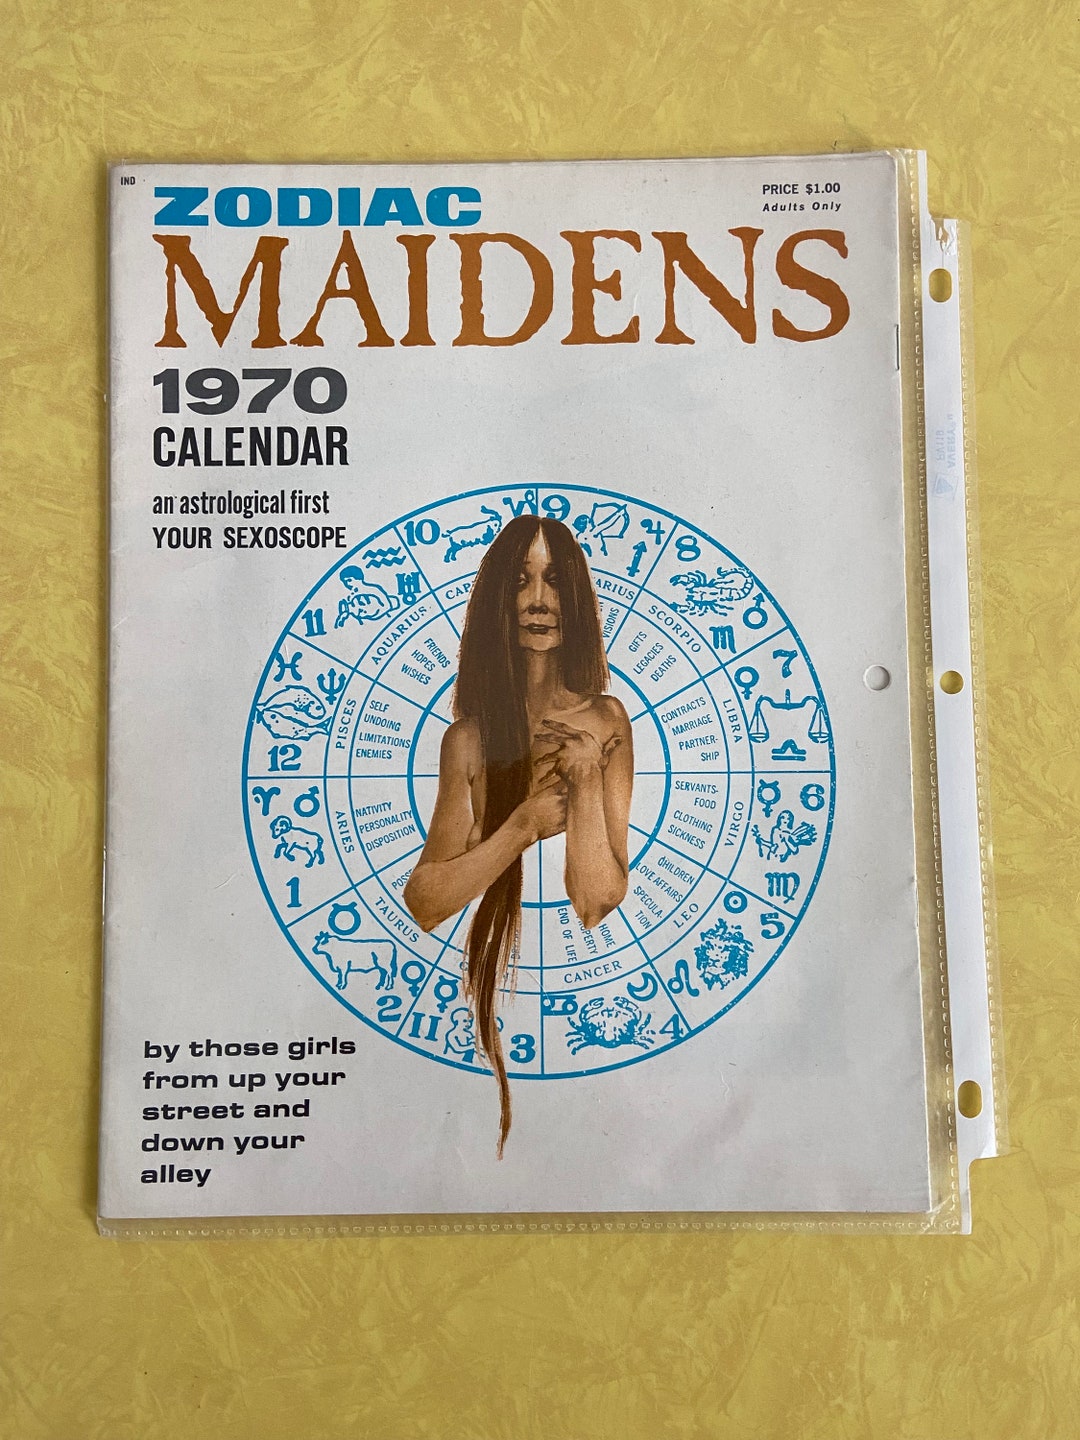 IND
ZODIAC
PRICE $1.00
Adults Only
MAIDENS
1970
CALENDAR
an astrological first
YOUR SEXOSCOPE
10
9
8
11
7
12
6
1
5
2
II
3
4
AQUARIUS
SCORPIO
PISCES
LIBRA
ARIES
VIRGO
TAURUS
LEO
CANCER
FRIENDS
HOPES
WISHES
GIFTS
LEGACIES
DEATHS
SELF
UNDOING
LIMITATIONS
ENEMIES
CONTRACTS
MARRIAGE
PARTNER-
SHIP
NATIVITY
PERSONALITY
DISPOSITION
SERVANTS-
FOOD
CLOTHING
SICKNESS
CHILDREN
LOVE AFFAIRS
SPECULA-
TION
HOME
END OF LIFE
by those girls
from up your
street and
down your
alley
AVERY